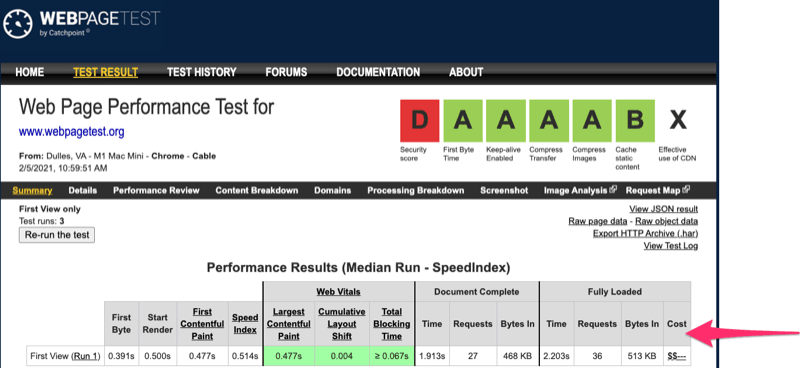 WEBPAGETEST
by Catchpoint®
HOME TEST RESULT TEST HISTORY FORUMS DOCUMENTATION ABOUT
Web Page Performance Test for
www.webpagetest.org
From: Dulles, VA - M1 Mac Mini - Chrome - Cable
2/5/2021, 10:59:51 AM
D A A A A B X
Security score
First Byte Time
Keep-alive Enabled
Compress Transfer
Compress Images
Cache static content
Effective use of CDN
Summary Details Performance Review Content Breakdown Domains Processing Breakdown Screenshot Image Analysis Request Map
First View only
Test runs: 3
Re-run the test
View JSON result
Raw page data - Raw object data
Export HTTP Archive (.har)
View Test Log
Performance Results (Median Run - SpeedIndex)
Web Vitals Document Complete Fully Loaded
First Byte Start Render First Contentful Paint Speed Index Largest Contentful Paint Cumulative Layout Shift Total Blocking Time Time Requests Bytes In Time Requests Bytes In Cost
First View (Run 1) 0.391s 0.500s 0.477s 0.514s 0.477s 0.004 ≥ 0.067s 1.913s 27 468 KB 2.203s 36 513 KB $$---